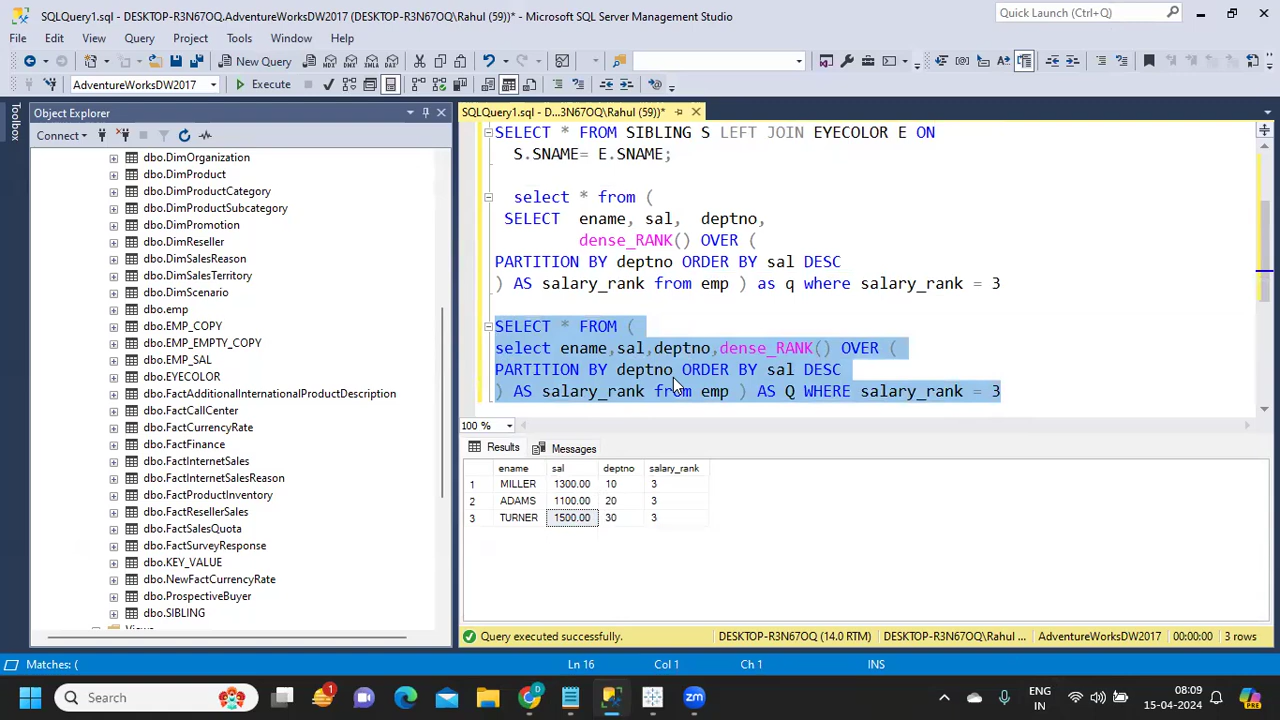 SQLQuery1.sql - DESKTOP-R3N67OQ.AdventureWorksDW2017 (DESKTOP-R3N67OQ\Rahul (59))* - Microsoft SQL Server Management Studio
Quick Launch (Ctrl+Q)
File Edit View Query Project Tools Window Help
New Query
AdventureWorksDW2017 Execute
Toolbox
Object Explorer
Connect
dbo.DimOrganization
dbo.DimProduct
dbo.DimProductCategory
dbo.DimProductSubcategory
dbo.DimPromotion
dbo.DimReseller
dbo.DimSalesReason
dbo.DimSalesTerritory
dbo.DimScenario
dbo.emp
dbo.EMP_COPY
dbo.EMP_EMPTY_COPY
dbo.EMP_SAL
dbo.EYECOLOR
dbo.FactAdditionalInternationalProductDescription
dbo.FactCallCenter
dbo.FactCurrencyRate
dbo.FactFinance
dbo.FactInternetSales
dbo.FactInternetSalesReason
dbo.FactProductInventory
dbo.FactResellerSales
dbo.FactSalesQuota
dbo.FactSurveyResponse
dbo.KEY_VALUE
dbo.NewFactCurrencyRate
dbo.ProspectiveBuyer
dbo.SIBLING
Views
SQLQuery1.sql - D...3N67OQ\Rahul (59))*
SELECT * FROM SIBLING S LEFT JOIN EYECOLOR E ON
S.SNAME= E.SNAME;
select * from (
SELECT ename, sal, deptno,
dense_RANK() OVER (
PARTITION BY deptno ORDER BY sal DESC
) AS salary_rank from emp ) as q where salary_rank = 3
SELECT * FROM (
select ename,sal,deptno,dense_RANK() OVER (
PARTITION BY deptno ORDER BY sal DESC
) AS salary_rank from emp ) AS Q WHERE salary_rank = 3
100 %
Results Messages
ename sal deptno salary_rank
1 MILLER 1300.00 10 3
2 ADAMS 1100.00 20 3
3 TURNER 1500.00 30 3
Query executed successfully. DESKTOP-R3N67OQ (14.0 RTM) DESKTOP-R3N67OQ\Rahul ... AdventureWorksDW2017 00:00:00 3 rows
Matches: ( Ln 16 Col 1 Ch 1 INS
Search
1
zm
ENG
IN
08:09
15-04-2024
PRE